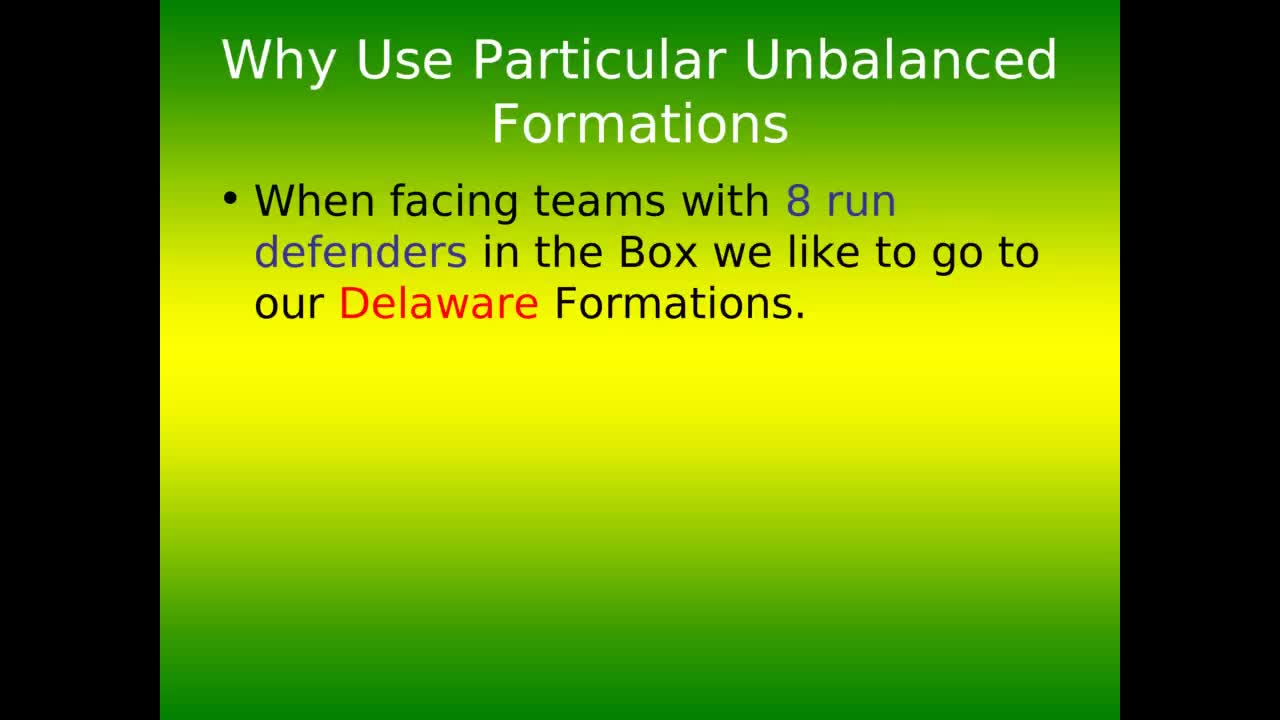 Why Use Particular Unbalanced
Formations
• When facing teams with 8 run
defenders in the Box we like to go to
our Delaware Formations.